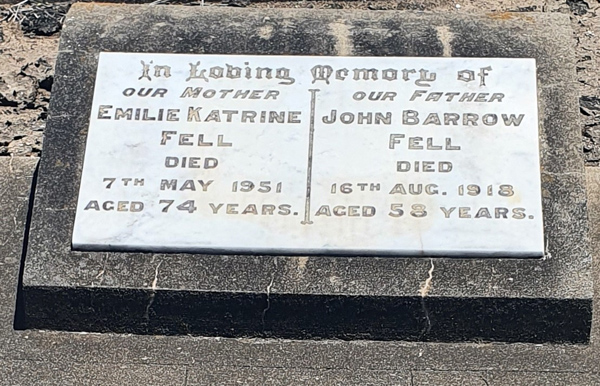 In Loving Memory of
OUR MOTHER
EMILIE KATRINE
FELL
DIED
7TH MAY 1951
AGED 74 YEARS.
OUR FATHER
JOHN BARROW
FELL
DIED
16TH AUG. 1918
AGED 58 YEARS.